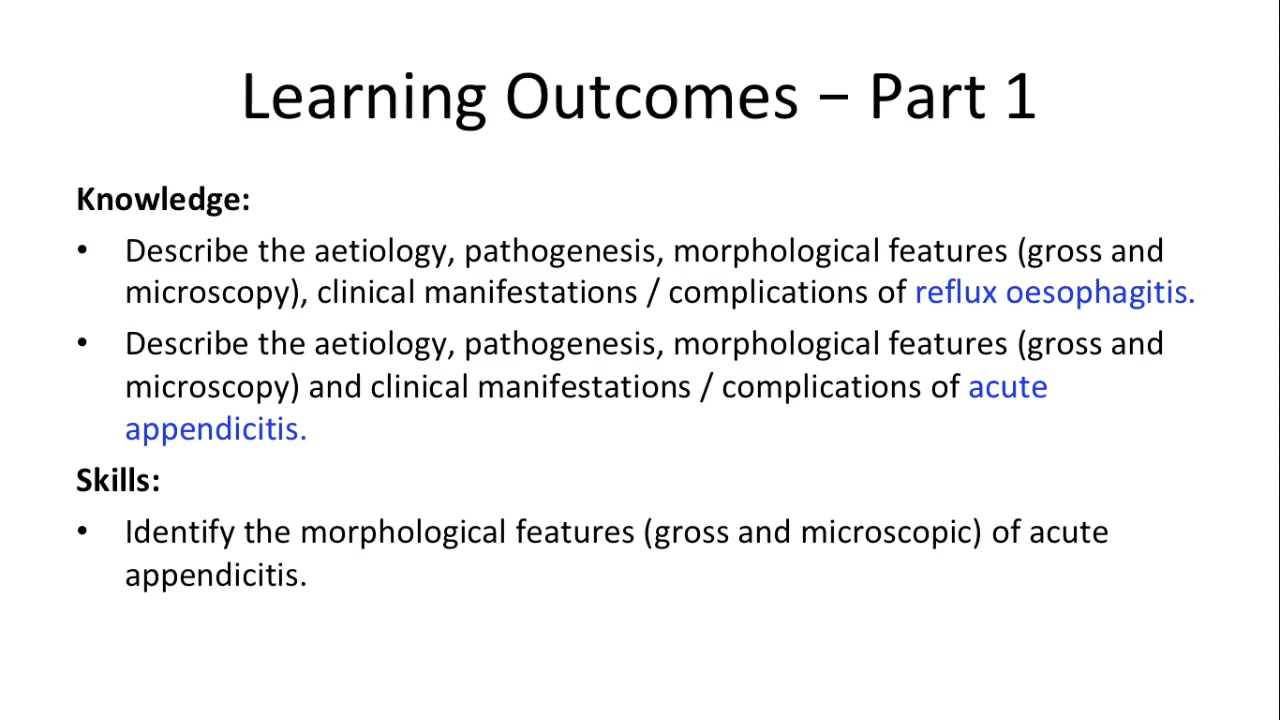 Learning Outcomes – Part 1
Knowledge:
• Describe the aetiology, pathogenesis, morphological features (gross and
microscopy), clinical manifestations / complications of reflux oesophagitis.
• Describe the aetiology, pathogenesis, morphological features (gross and
microscopy) and clinical manifestations / complications of acute
appendicitis.
Skills:
• Identify the morphological features (gross and microscopic) of acute
appendicitis.